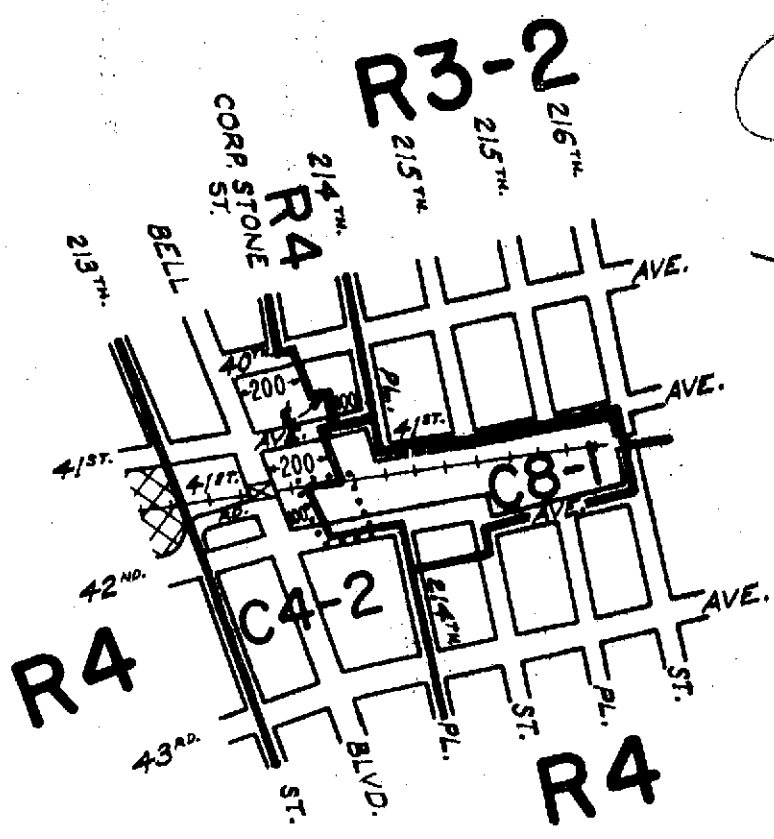 R3-2
216TH.
215TH.
215TH.
214TH.
CORP. STONE
ST.
R4
BELL
213TH.
AVE.
40TH
200
100
PL.
AVE.
AVE.
41ST.
41ST.
41ST.
RD.
200
100
C8-1
AVE.
42ND.
C4-2
214TH
AVE.
R4
43RD.
ST.
BLVD.
PL.
ST.
PL.
ST.
R4